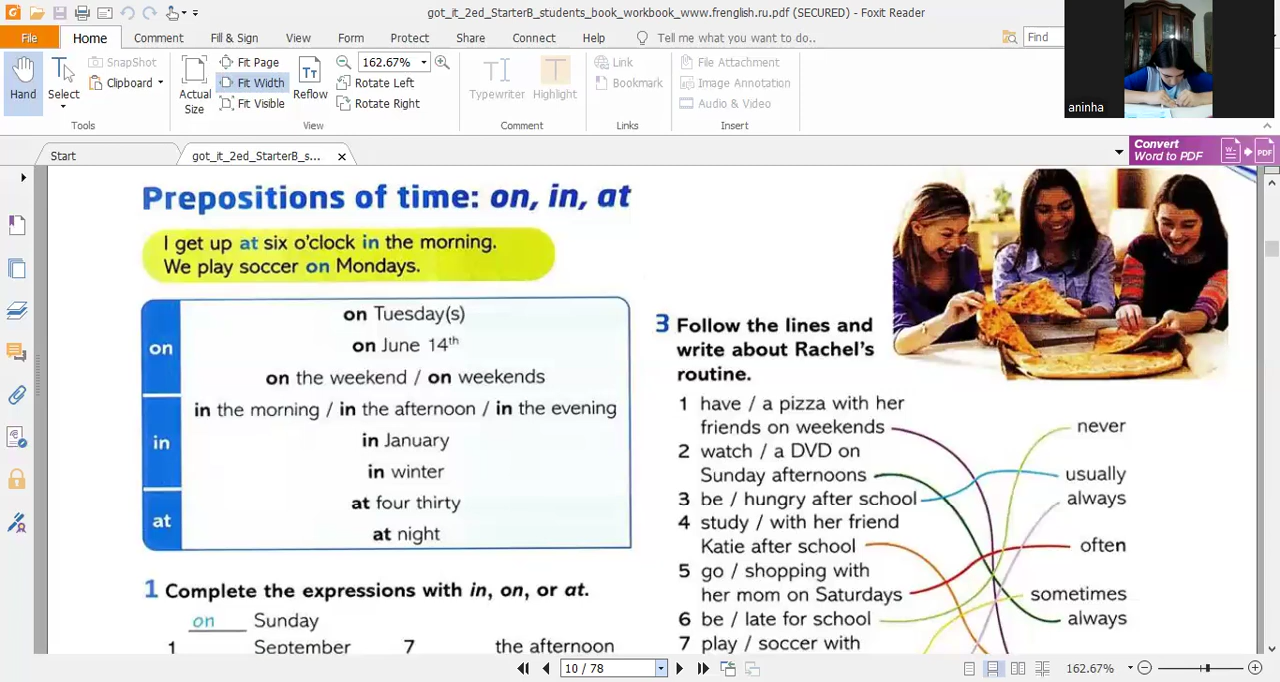 got_it_2ed_StarterB_students_book_workbook_www.frenglish.ru.pdf (SECURED) - Foxit Reader
File Home Comment Fill & Sign View Form Protect Share Connect Help Tell me what you want to do.. Find
Hand
Select
SnapShot
Clipboard
Tools
Actual Size
Fit Page
Fit Width
Fit Visible
Reflow
162.67%
Rotate Left
Rotate Right
View
Typewriter
Highlight
Comment
Link
Bookmark
Links
File Attachment
Image Annotation
Audio & Video
Insert
aninha
Start
got_it_2ed_StarterB_s...
Convert
Word to PDF
PDF
Prepositions of time: on, in, at
I get up at six o'clock in the morning.
We play soccer on Mondays.
on
on Tuesday(s)
on June 14th
on the weekend / on weekends
in
in the morning / in the afternoon / in the evening
in January
in winter
at
at four thirty
at night
1 Complete the expressions with in, on, or at.
on Sunday
1 September
7 the afternoon
3 Follow the lines and
write about Rachel's
routine.
1 have / a pizza with her
friends on weekends
2 watch / a DVD on
Sunday afternoons
3 be / hungry after school
4 study / with her friend
Katie after school
5 go / shopping with
her mom on Saturdays
6 be / late for school
7 play / soccer with
never
usually
always
often
sometimes
always
10 / 78
162.67%